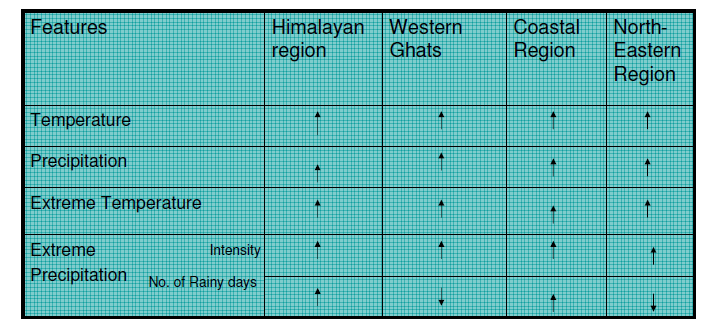 Features
Himalayan
region
Western
Ghats
Coastal
Region
North-
Eastern
Region
Temperature
Precipitation
Extreme Temperature
Extreme
Precipitation
Intensity
No. of Rainy days